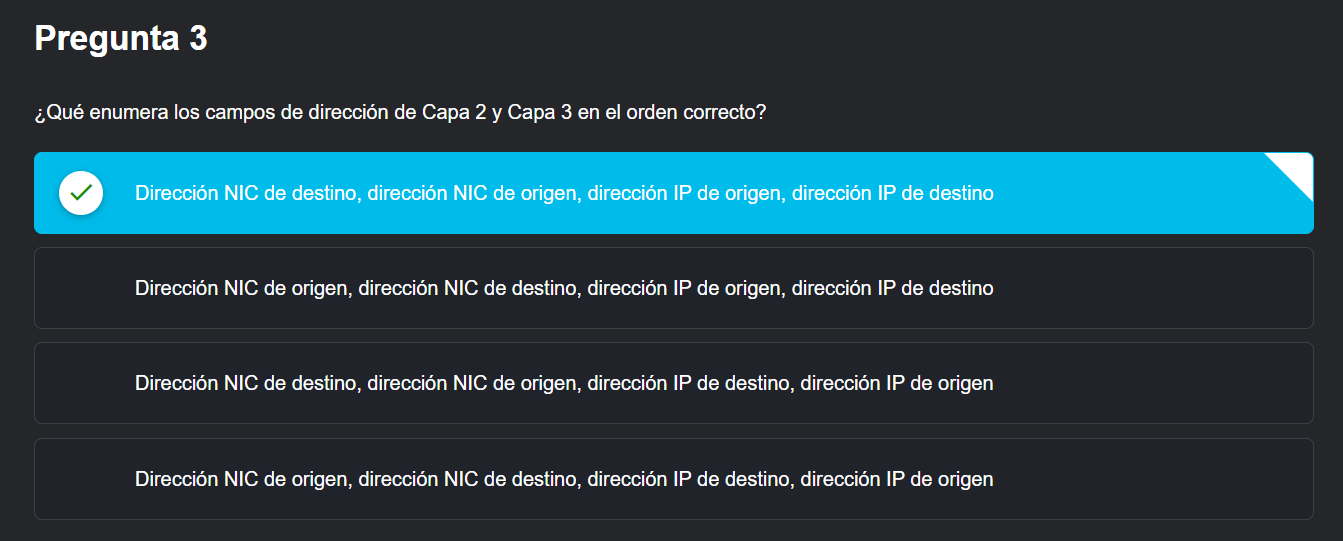 Pregunta 3
¿Qué enumera los campos de dirección de Capa 2 y Capa 3 en el orden correcto?
Dirección NIC de destino, dirección NIC de origen, dirección IP de origen, dirección IP de destino
Dirección NIC de origen, dirección NIC de destino, dirección IP de origen, dirección IP de destino
Dirección NIC de destino, dirección NIC de origen, dirección IP de destino, dirección IP de origen
Dirección NIC de origen, dirección NIC de destino, dirección IP de destino, dirección IP de origen